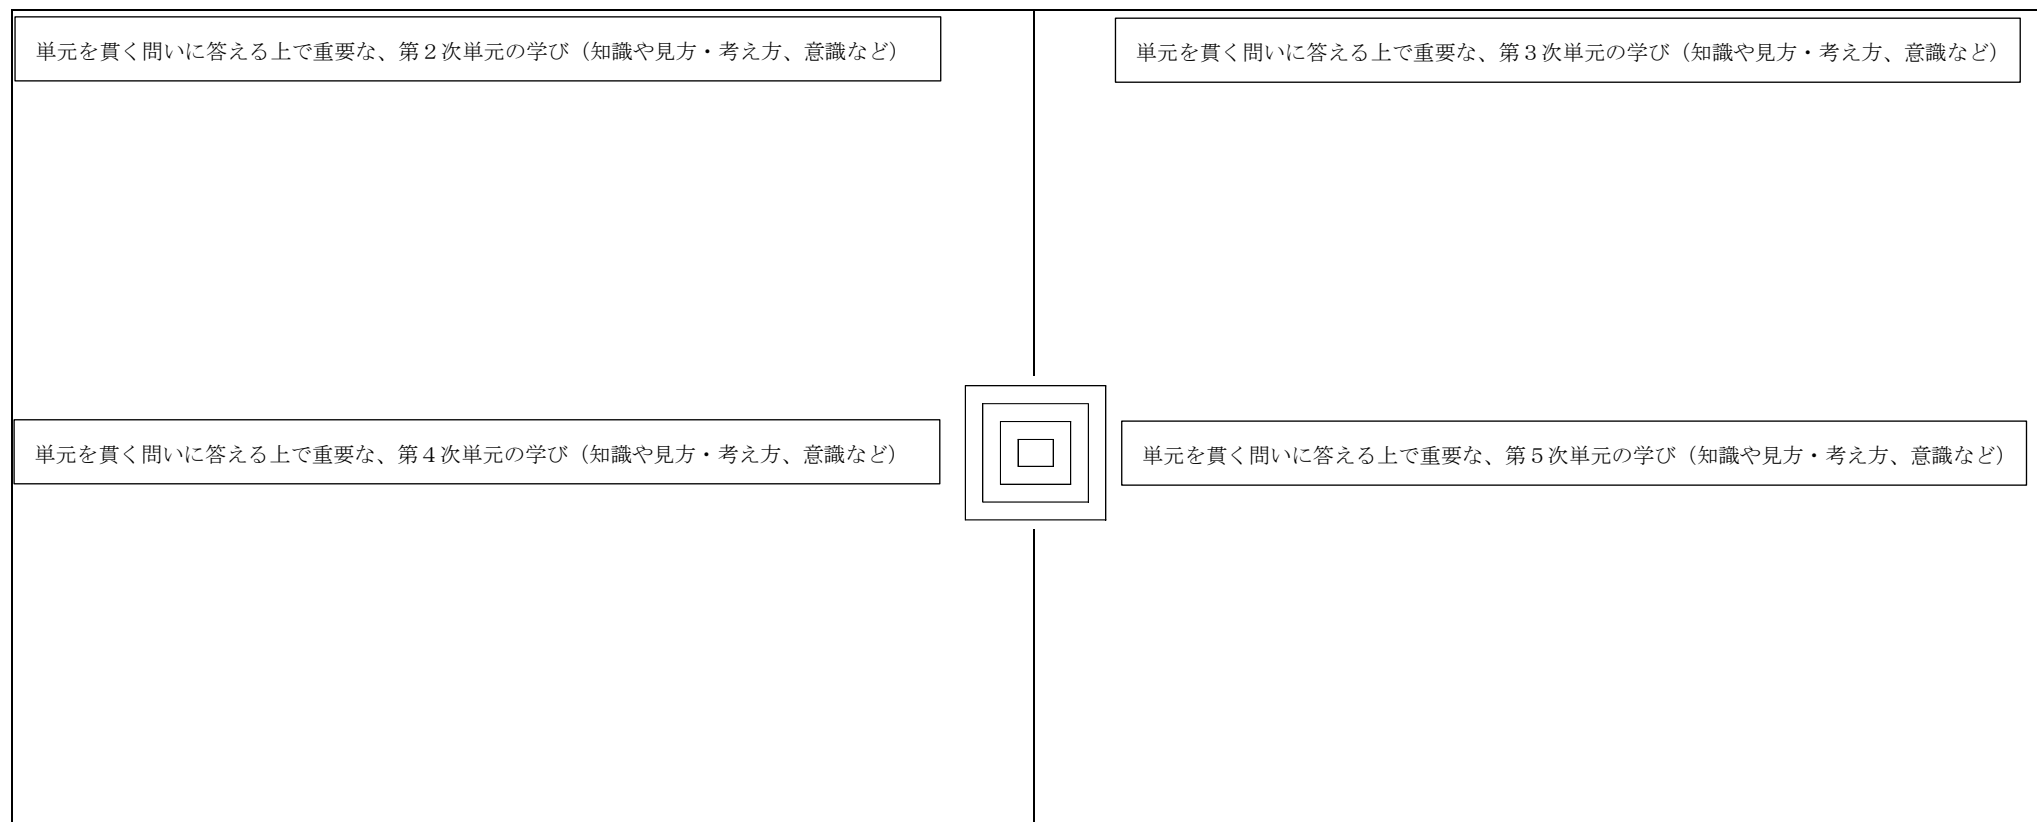 単元を貫く問いに答える上で重要な、第２次単元の学び（知識や見方・考え方、意識など）
単元を貫く問いに答える上で重要な、第３次単元の学び（知識や見方・考え方、意識など）
単元を貫く問いに答える上で重要な、第４次単元の学び（知識や見方・考え方、意識など）
単元を貫く問いに答える上で重要な、第５次単元の学び（知識や見方・考え方、意識など）